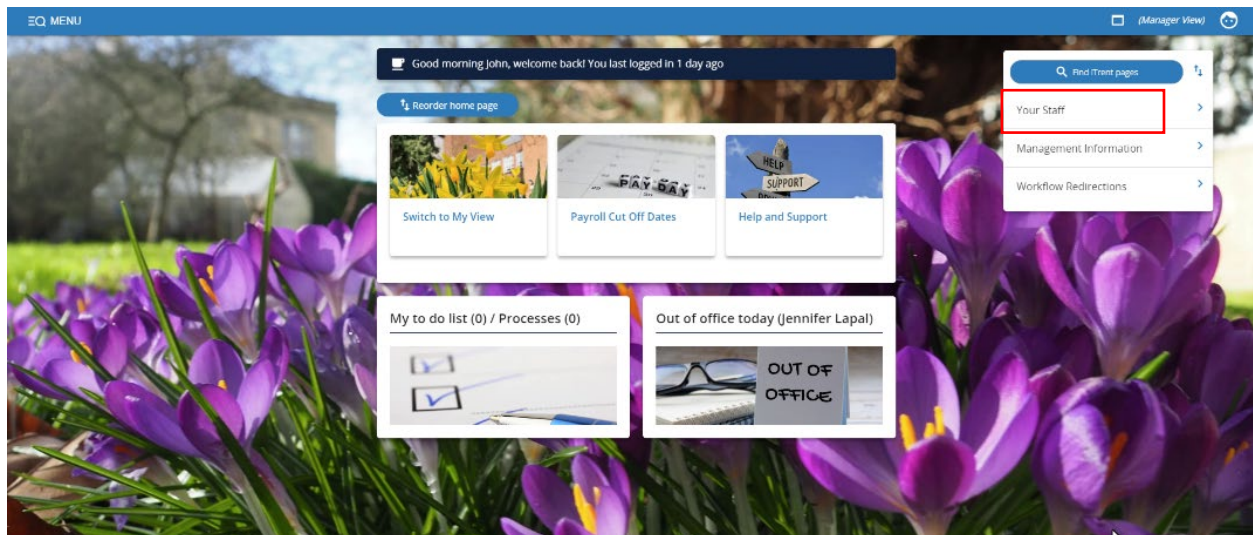 MENU
(Manager View)
Good morning John, welcome back! You last logged in 1 day ago
Find iTrent pages
Reorder home page
Your Staff
Management Information
Workflow Redirections
PAY DAY
HELP
SUPPORT
Switch to My View
Payroll Cut Off Dates
Help and Support
My to do list (0) / Processes (0)
Out of office today (Jennifer Lapal)
OUT OF
OFFICE